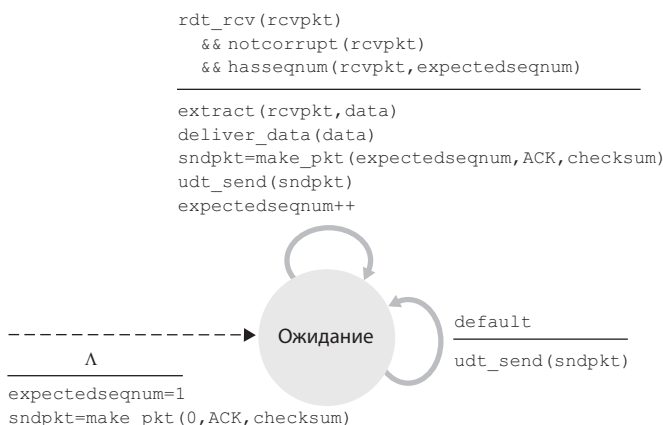 rdt_rcv(rcvpkt)
&& notcorrupt(rcvpkt)
&& hasseqnum(rcvpkt,expectedseqnum)
extract(rcvpkt,data)
deliver_data(data)
sndpkt=make_pkt(expectedseqnum,ACK,checksum)
udt_send(sndpkt)
expectedseqnum++
Ожидание
default
udt_send(sndpkt)
Λ
expectedseqnum=1
sndpkt=make_pkt(0,ACK,checksum)